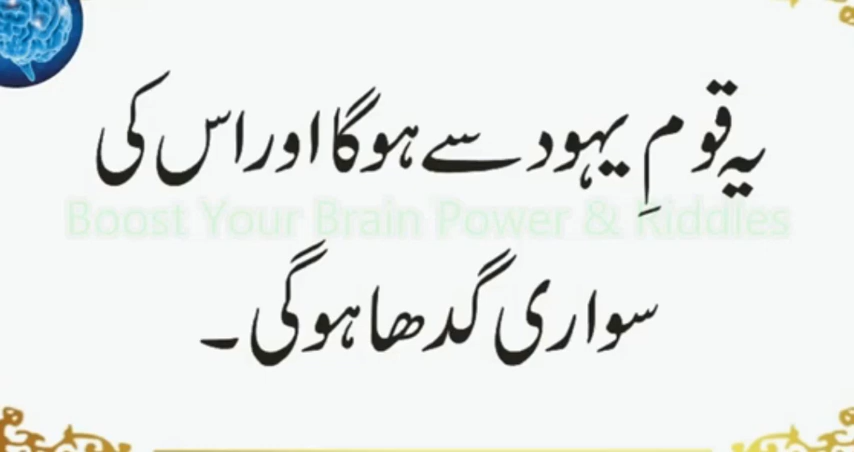 یہ قومِ یہود سے ہوگا اور اس کی
Boost Your Brain Power & Riddles
سواری گدھا ہوگی۔